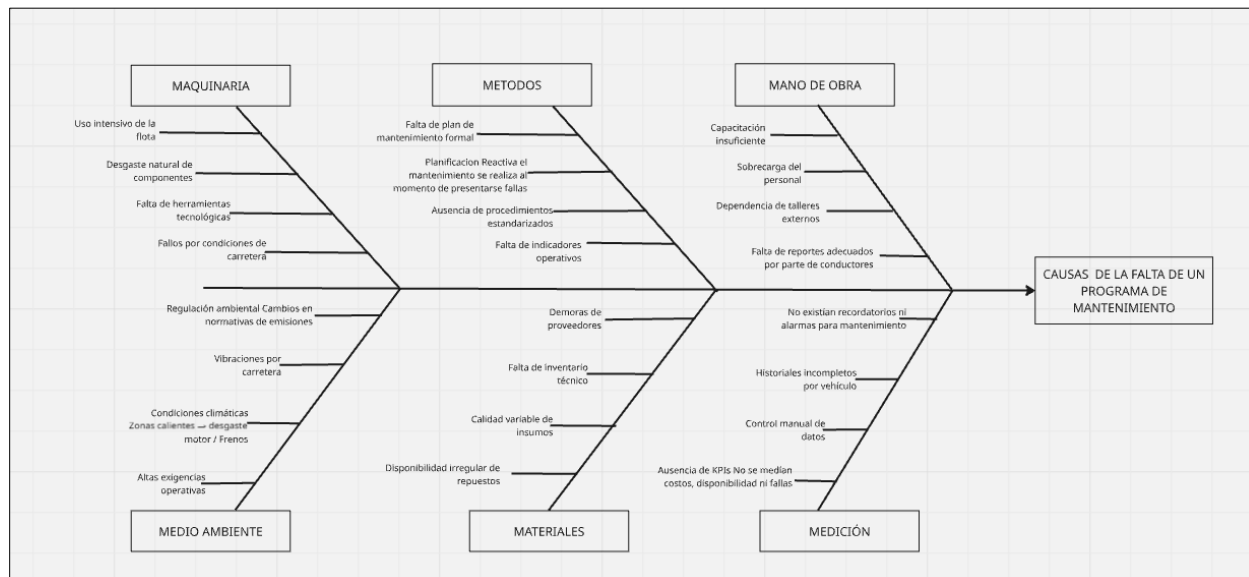 MAQUINARIA
Uso intensivo de la
flota
Desgaste natural de
componentes
Falta de herramientas
tecnológicas
Fallos por condiciones de
carretera
METODOS
Falta de plan de
mantenimiento formal
Planificacion Reactiva el
mantenimiento se realiza al
momento de presentarse fallas
Ausencia de procedimientos
estandarizados
Falta de indicadores
operativos
MANO DE OBRA
Capacitación
insuficiente
Sobrecarga del
personal
Dependencia de talleres
externos
Falta de reportes adecuados
por parte de conductores
CAUSAS DE LA FALTA DE UN
PROGRAMA DE
MANTENIMIENTO
Regulación ambiental Cambios en
normativas de emisiones
Vibraciones por
carretera
Condiciones climáticas
Zonas calientes → desgaste
motor / Frenos
Altas exigencias
operativas
MEDIO AMBIENTE
Demoras de
proveedores
Falta de inventario
técnico
Calidad variable de
insumos
Disponibilidad irregular de
repuestos
MATERIALES
No existían recordatorios ni
alarmas para mantenimiento
Historiales incompletos
por vehículo
Control manual de
datos
Ausencia de KPIs No se medían
costos, disponibilidad ni fallas
MEDICIÓN